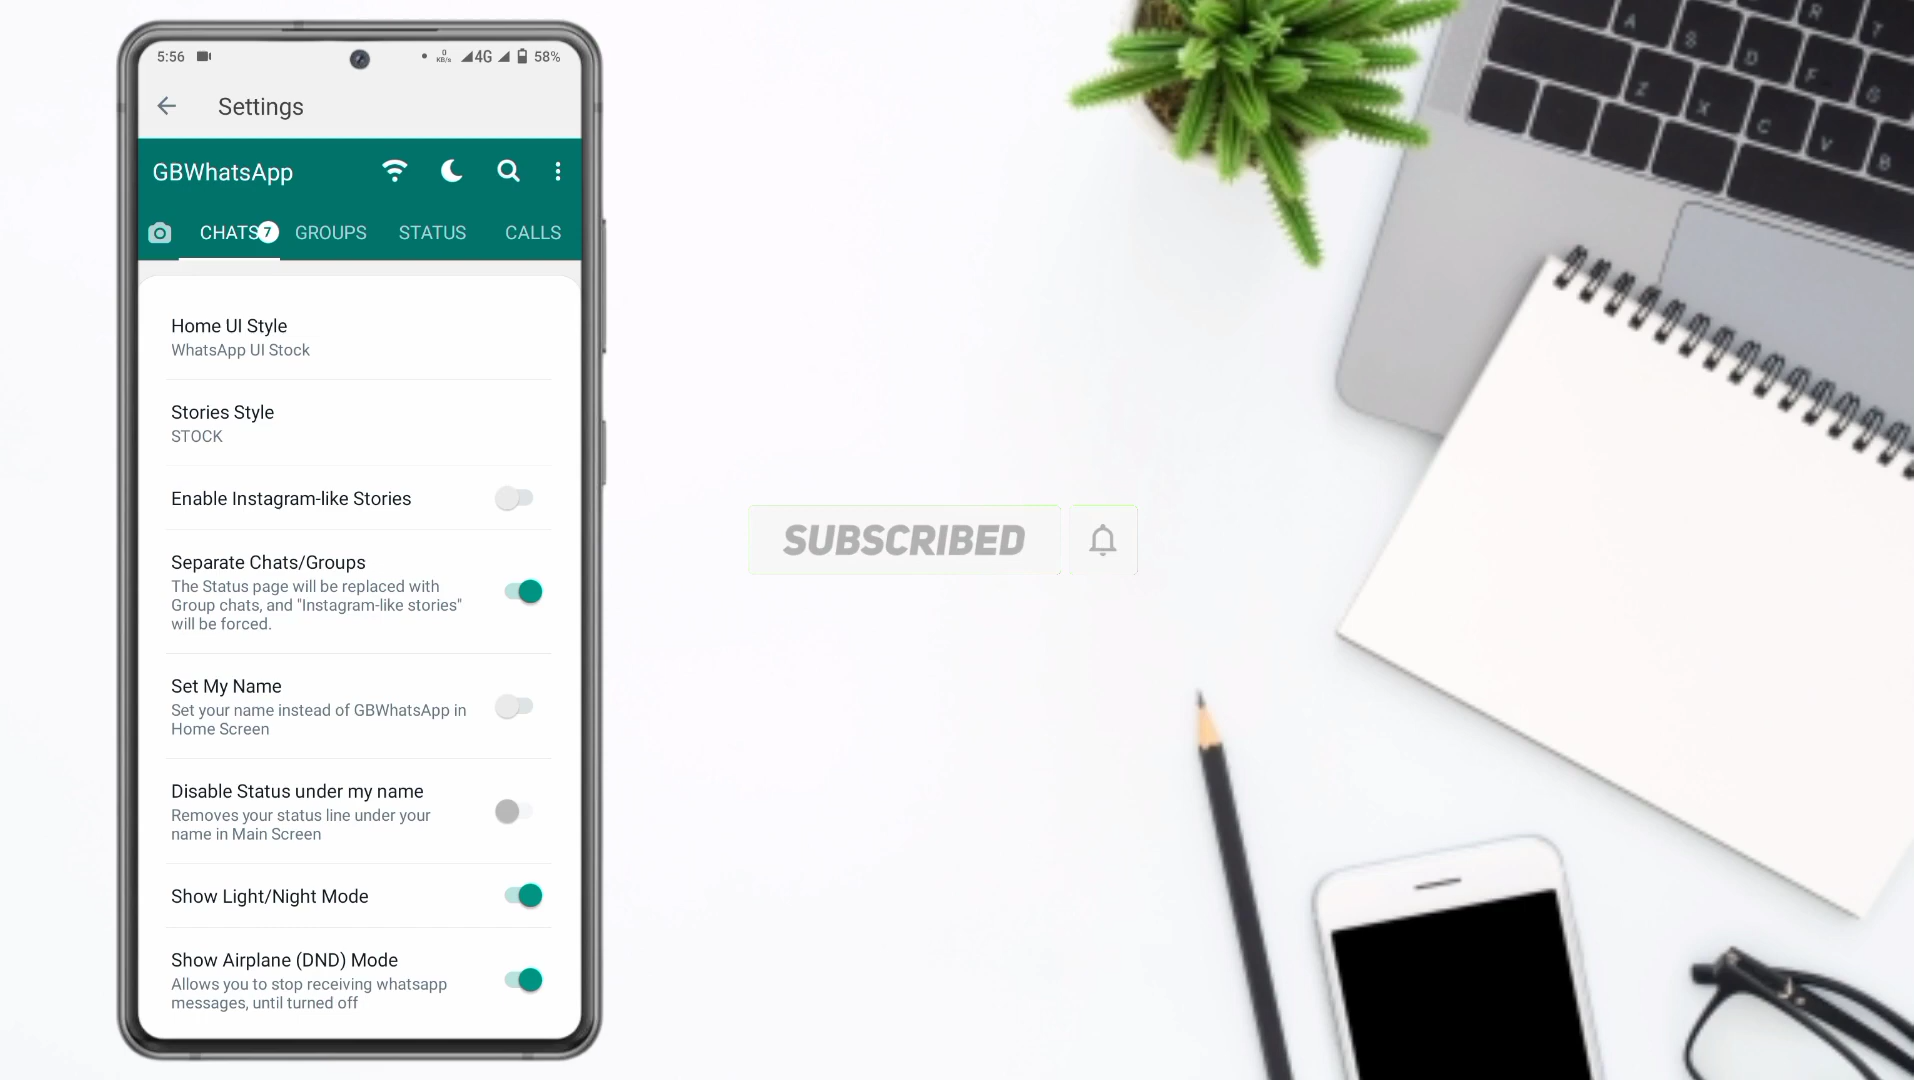 5:56 0 KB/s 4G 58%
Settings
GBWhatsApp
CHATS 7 GROUPS STATUS CALLS
Home UI Style
WhatsApp UI Stock
Stories Style
STOCK
Enable Instagram-like Stories
Separate Chats/Groups
The Status page will be replaced with
Group chats, and "Instagram-like stories"
will be forced.
Set My Name
Set your name instead of GBWhatsApp in
Home Screen
Disable Status under my name
Removes your status line under your
name in Main Screen
Show Light/Night Mode
Show Airplane (DND) Mode
Allows you to stop receiving whatsapp
messages, until turned off
SUBSCRIBED
A S D F G
Z X C V B
R T